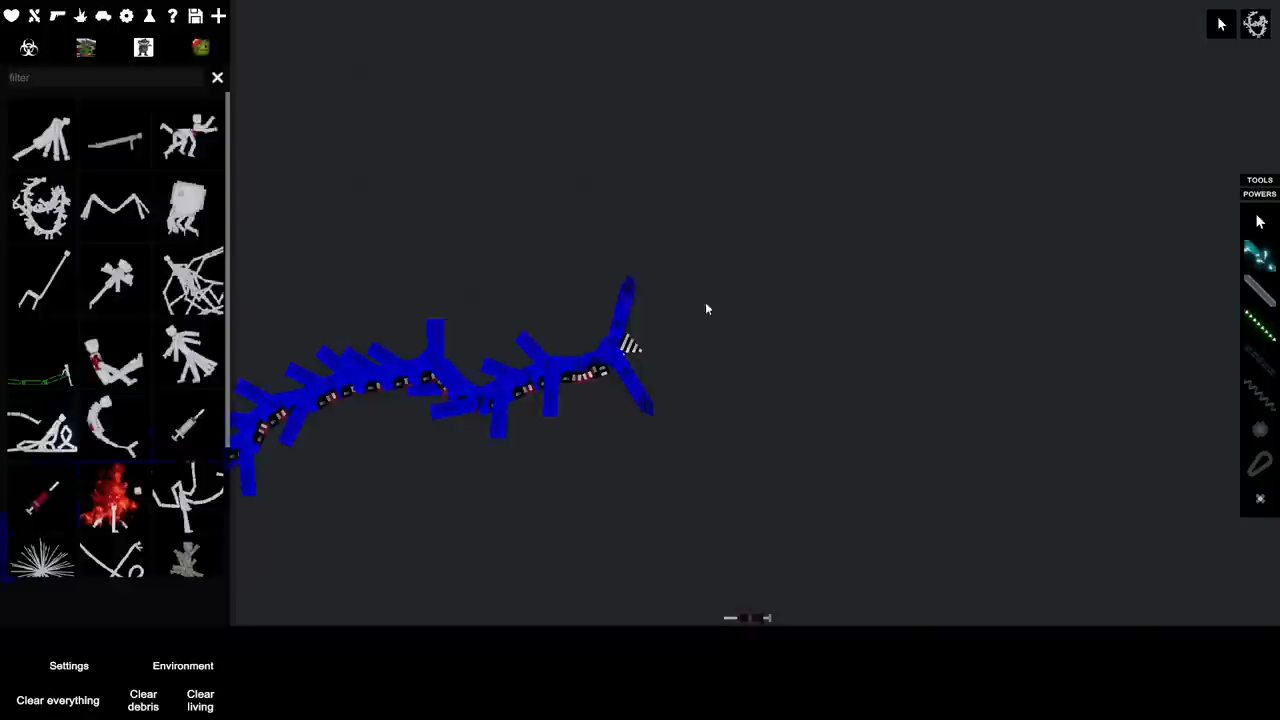 filter
TOOLS
POWERS
Settings
Environment
Clear everything
Clear
debris
Clear
living